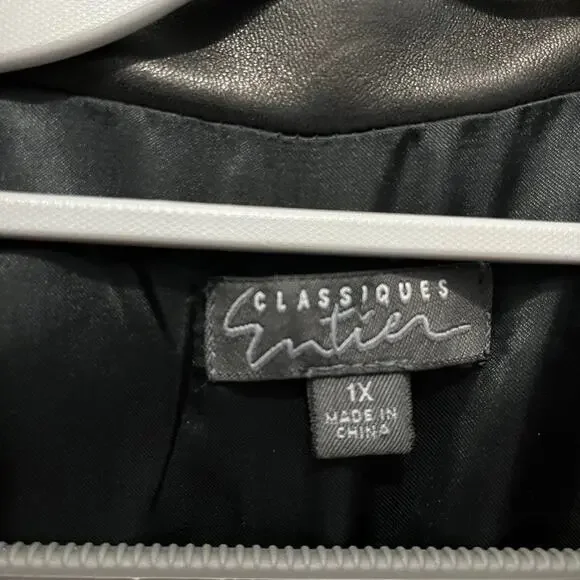 CLASSIQUES
Entier
1X
MADE IN
CHINA